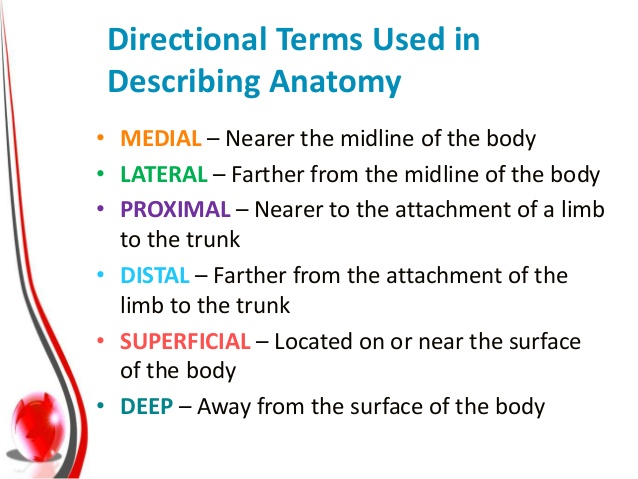 Directional Terms Used in
Describing Anatomy
• MEDIAL – Nearer the midline of the body
• LATERAL – Farther from the midline of the body
• PROXIMAL – Nearer to the attachment of a limb
to the trunk
• DISTAL – Farther from the attachment of the
limb to the trunk
• SUPERFICIAL – Located on or near the surface
of the body
• DEEP – Away from the surface of the body